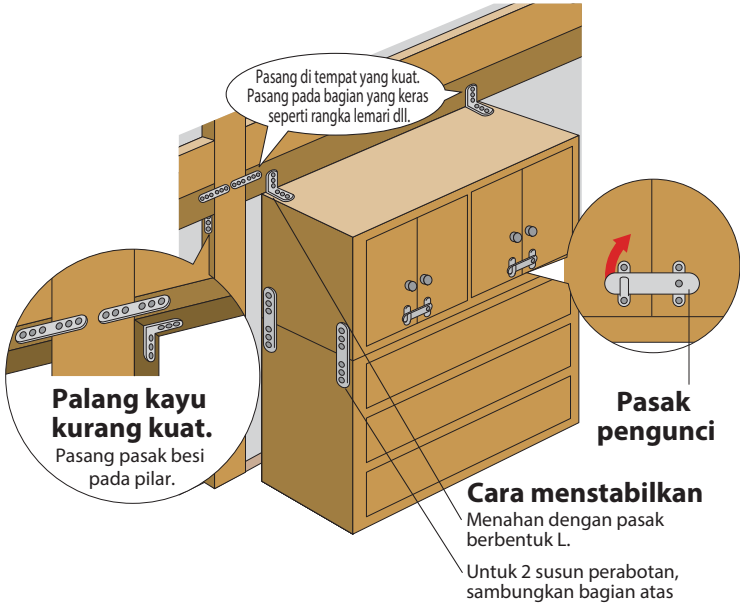 Pasang di tempat yang kuat.
Pasang pada bagian yang keras
seperti rangka lemari dll.
Palang kayu
kurang kuat.
Pasang pasak besi
pada pilar.
Pasak
pengunci
Cara menstabilkan
Menahan dengan pasak
berbentuk L.
Untuk 2 susun perabotan,
sambungkan bagian atas